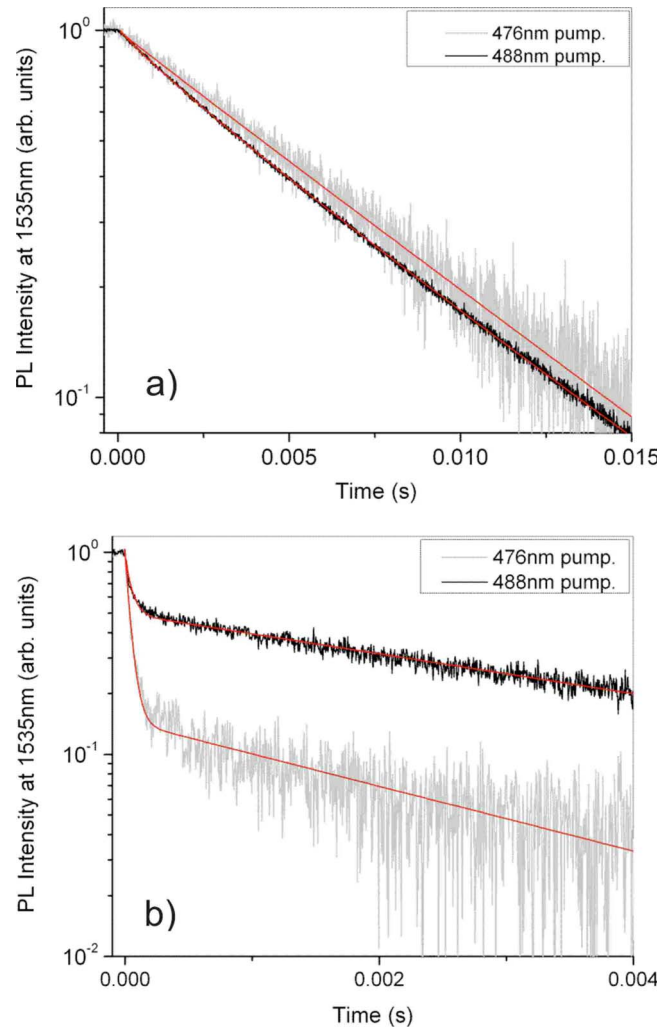 10⁰
10⁻¹
PL Intensity at 1535nm (arb. units)
476nm pump.
488nm pump.
a)
0.000
0.005
0.010
0.015
Time (s)
10⁰
10⁻¹
10⁻²
PL Intensity at 1535nm (arb. units)
476nm pump.
488nm pump.
b)
0.000
0.002
0.004
Time (s)